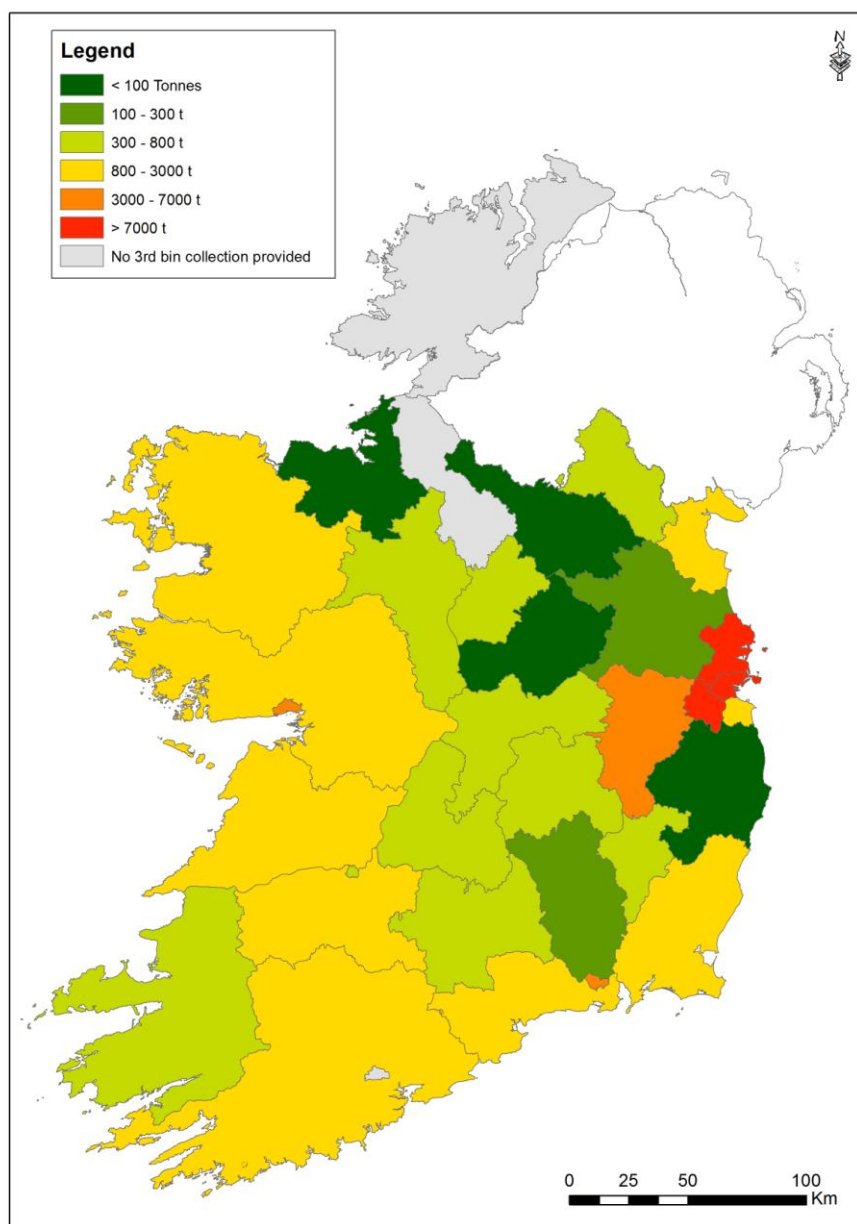 Legend
< 100 Tonnes
100 - 300 t
300 - 800 t
800 - 3000 t
3000 - 7000 t
> 7000 t
No 3rd bin collection provided
N
0 25 50 100
Km